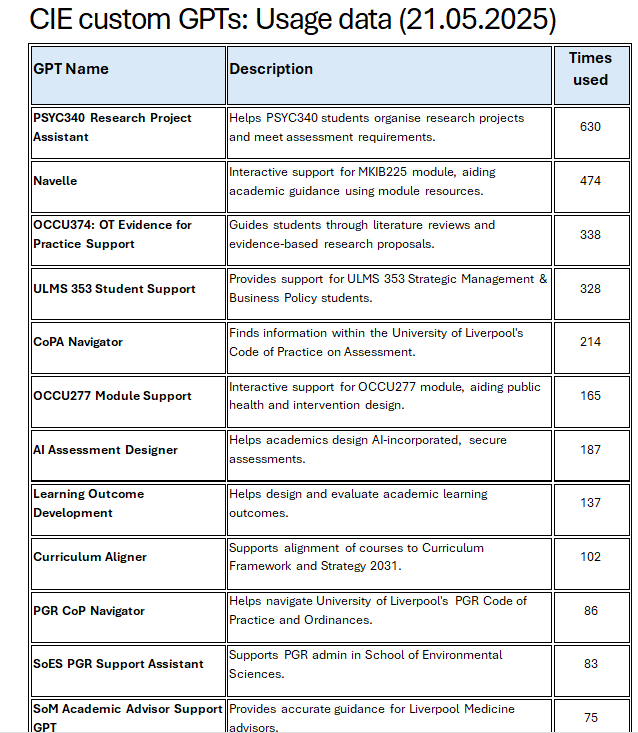 CIE custom GPTs: Usage data (21.05.2025)
GPT Name
Description
Times
used
PSYC340 Research Project
Assistant
Helps PSYC340 students organise research projects
and meet assessment requirements.
630
Navelle
Interactive support for MKIB225 module, aiding
academic guidance using module resources.
474
OCCU374: OT Evidence for
Practice Support
Guides students through literature reviews and
evidence-based research proposals.
338
ULMS 353 Student Support
Provides support for ULMS 353 Strategic Management &
Business Policy students.
328
CoPA Navigator
Finds information within the University of Liverpool's
Code of Practice on Assessment.
214
OCCU277 Module Support
Interactive support for OCCU277 module, aiding public
health and intervention design.
165
AI Assessment Designer
Helps academics design AI-incorporated, secure
assessments.
187
Learning Outcome
Development
Helps design and evaluate academic learning
outcomes.
137
Curriculum Aligner
Supports alignment of courses to Curriculum
Framework and Strategy 2031.
102
PGR CoP Navigator
Helps navigate University of Liverpool's PGR Code of
Practice and Ordinances.
86
SoES PGR Support Assistant
Supports PGR admin in School of Environmental
Sciences.
83
SoM Academic Advisor Support
GPT
Provides accurate guidance for Liverpool Medicine
advisors.
75